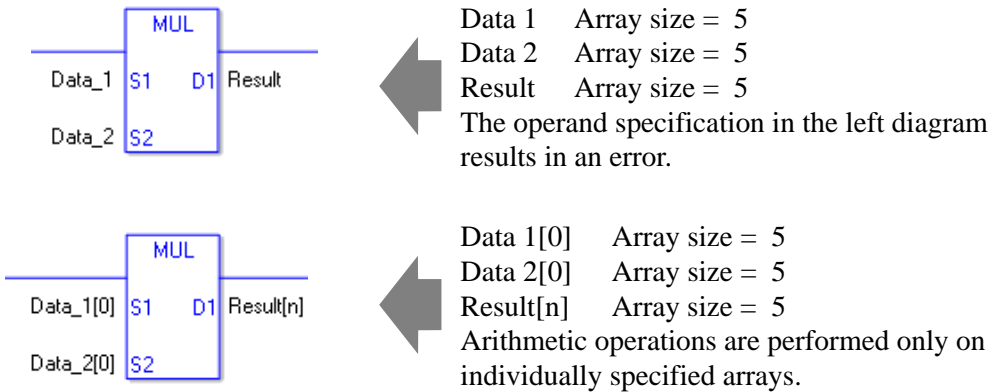 MUL
Data_1 S1 D1 Result
Data_2 S2
Data 1 Array size = 5
Data 2 Array size = 5
Result Array size = 5
The operand specification in the left diagram
results in an error.
MUL
Data_1[0] S1 D1 Result[n]
Data_2[0] S2
Data 1[0] Array size = 5
Data 2[0] Array size = 5
Result[n] Array size = 5
Arithmetic operations are performed only on
individually specified arrays.